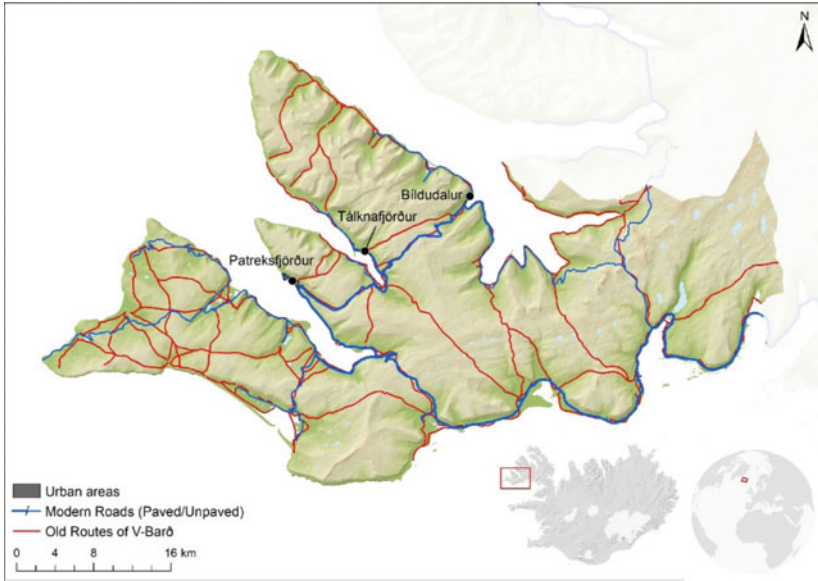 N
Bíldudalur
Tálknafjörður
Patreksfjörður
Urban areas
Modern Roads (Paved/Unpaved)
Old Routes of V-Barð
0 4 8 16 km